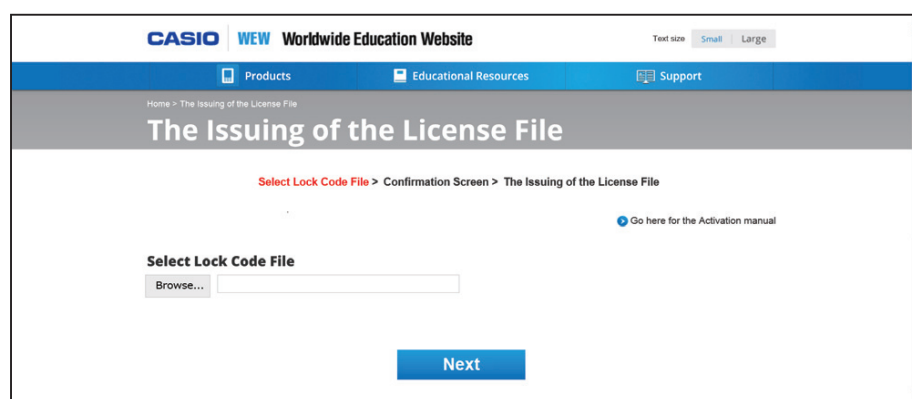 CASIO WEW Worldwide Education Website Text size Small Large
Products Educational Resources Support
Home > The Issuing of the License File
The Issuing of the License File
Select Lock Code File > Confirmation Screen > The Issuing of the License File
Go here for the Activation manual
Select Lock Code File
Browse...
Next